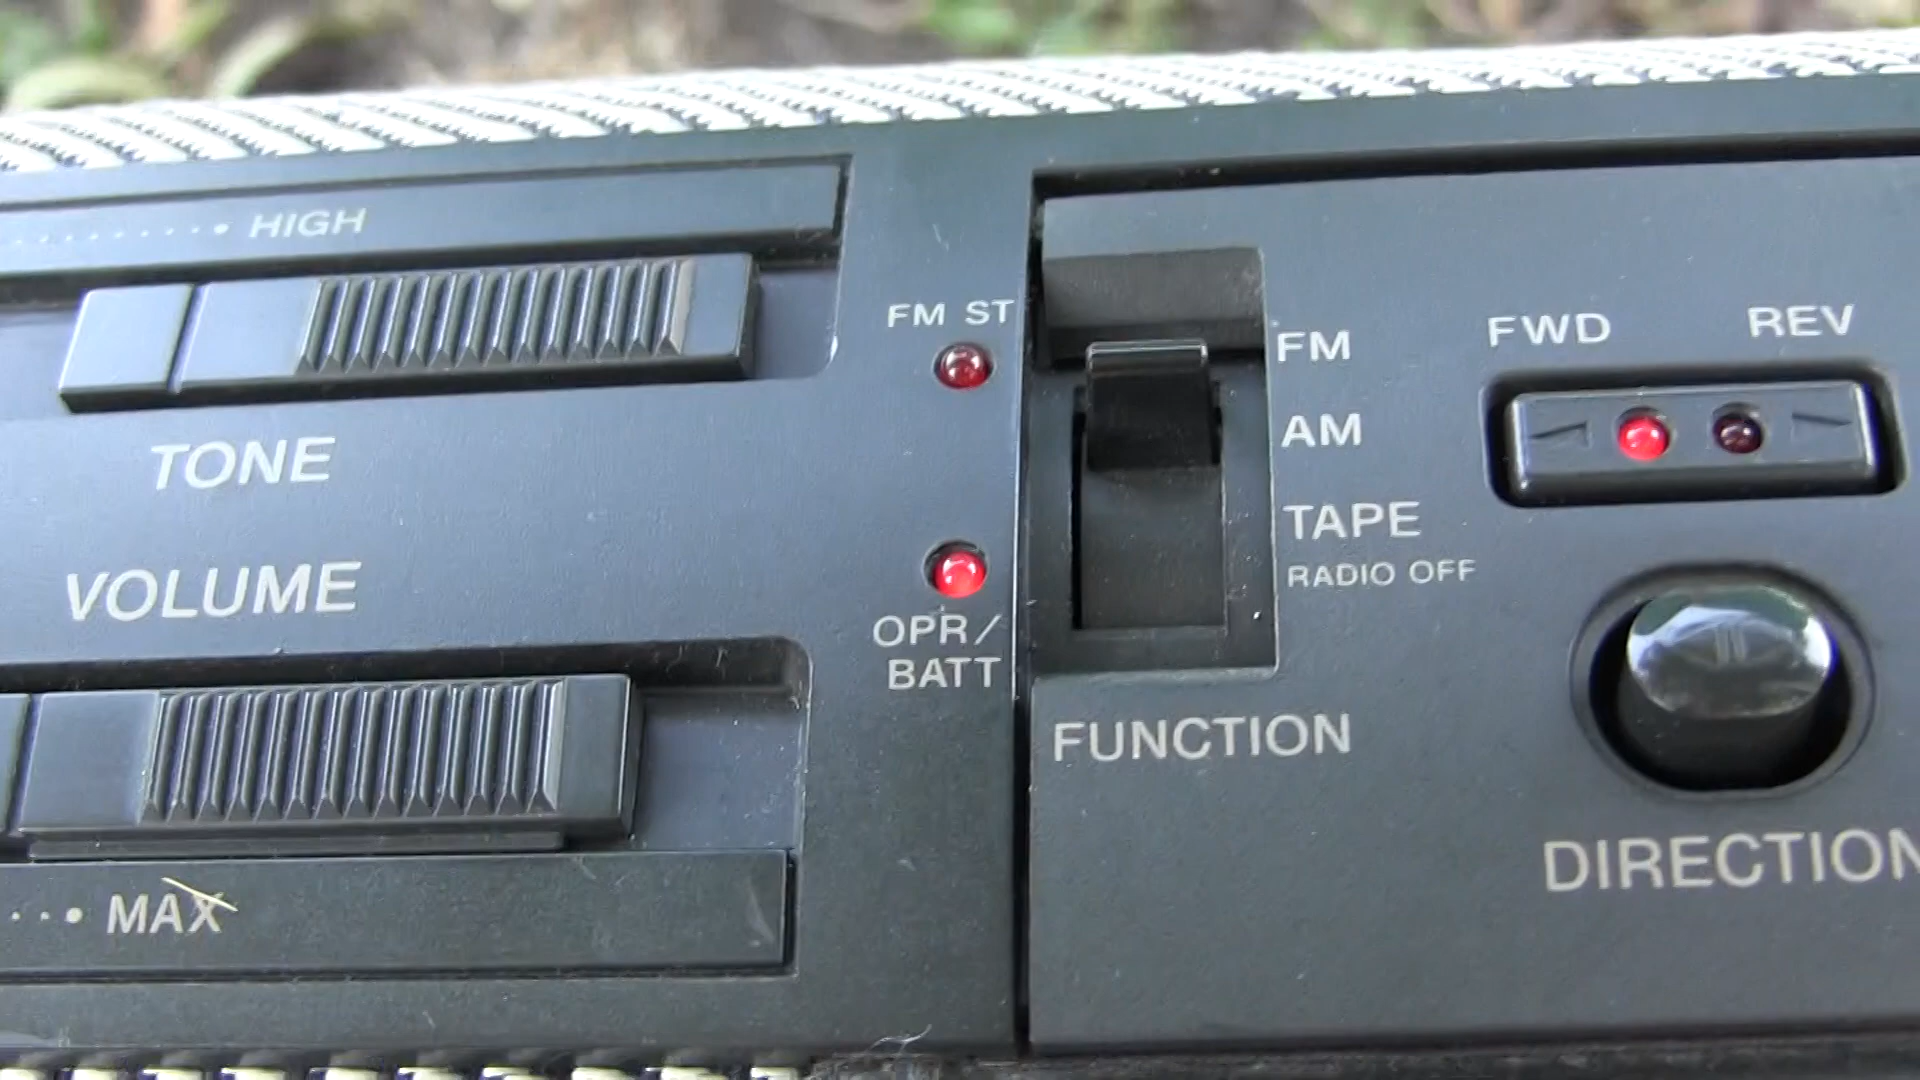 HIGH
TONE
VOLUME
MAX
FM ST
OPR/
BATT
FM
AM
TAPE
RADIO OFF
FUNCTION
FWD REV
DIRECTION